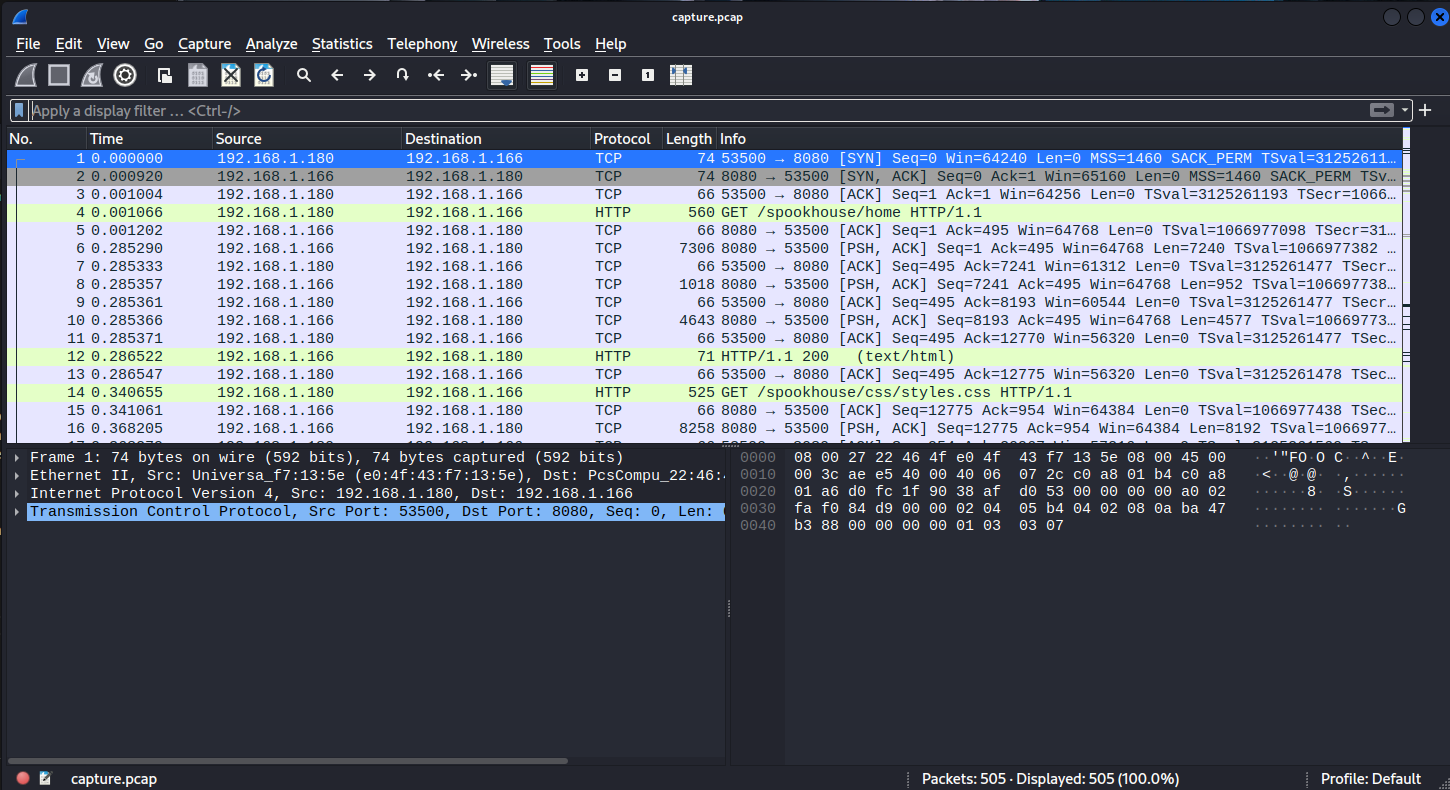 capture.pcap
File Edit View Go Capture Analyze Statistics Telephony Wireless Tools Help
Apply a display filter … <Ctrl-/>
No. Time Source Destination Protocol Length Info
1 0.000000 192.168.1.180 192.168.1.166 TCP 74 53500 → 8080 [SYN] Seq=0 Win=64240 Len=0 MSS=1460 SACK_PERM TSval=31252611…
2 0.000920 192.168.1.166 192.168.1.180 TCP 74 8080 → 53500 [SYN, ACK] Seq=0 Ack=1 Win=65160 Len=0 MSS=1460 SACK_PERM TSv…
3 0.001004 192.168.1.180 192.168.1.166 TCP 66 53500 → 8080 [ACK] Seq=1 Ack=1 Win=64256 Len=0 TSval=3125261193 TSecr=1066…
4 0.001066 192.168.1.180 192.168.1.166 HTTP 560 GET /spookhouse/home HTTP/1.1
5 0.001202 192.168.1.166 192.168.1.180 TCP 66 8080 → 53500 [ACK] Seq=1 Ack=495 Win=64768 Len=0 TSval=1066977098 TSecr=31…
6 0.285290 192.168.1.166 192.168.1.180 TCP 7306 8080 → 53500 [PSH, ACK] Seq=1 Ack=495 Win=64768 Len=7240 TSval=1066977382 …
7 0.285333 192.168.1.180 192.168.1.166 TCP 66 53500 → 8080 [ACK] Seq=495 Ack=7241 Win=61312 Len=0 TSval=3125261477 TSecr…
8 0.285357 192.168.1.166 192.168.1.180 TCP 1018 8080 → 53500 [PSH, ACK] Seq=7241 Ack=495 Win=64768 Len=952 TSval=106697738…
9 0.285361 192.168.1.180 192.168.1.166 TCP 66 53500 → 8080 [ACK] Seq=495 Ack=8193 Win=60544 Len=0 TSval=3125261477 TSecr…
10 0.285366 192.168.1.166 192.168.1.180 TCP 4643 8080 → 53500 [PSH, ACK] Seq=8193 Ack=495 Win=64768 Len=4577 TSval=10669773…
11 0.285371 192.168.1.180 192.168.1.166 TCP 66 53500 → 8080 [ACK] Seq=495 Ack=12770 Win=56320 Len=0 TSval=3125261477 TSec…
12 0.286522 192.168.1.166 192.168.1.180 HTTP 71 HTTP/1.1 200 (text/html)
13 0.286547 192.168.1.180 192.168.1.166 TCP 66 53500 → 8080 [ACK] Seq=495 Ack=12775 Win=56320 Len=0 TSval=3125261478 TSec…
14 0.340655 192.168.1.180 192.168.1.166 HTTP 525 GET /spookhouse/css/styles.css HTTP/1.1
15 0.341061 192.168.1.166 192.168.1.180 TCP 66 8080 → 53500 [ACK] Seq=12775 Ack=954 Win=64384 Len=0 TSval=1066977438 TSec…
16 0.368205 192.168.1.166 192.168.1.180 TCP 8258 8080 → 53500 [PSH, ACK] Seq=12775 Ack=954 Win=64384 Len=8192 TSval=1066977…
Frame 1: 74 bytes on wire (592 bits), 74 bytes captured (592 bits)
Ethernet II, Src: Universa_f7:13:5e (e0:4f:43:f7:13:5e), Dst: PcsCompu_22:46:4
Internet Protocol Version 4, Src: 192.168.1.180, Dst: 192.168.1.166
Transmission Control Protocol, Src Port: 53500, Dst Port: 8080, Seq: 0, Len: 0
0000 08 00 27 22 46 4f e0 4f 43 f7 13 5e 08 00 45 00 ··'"FO·O C··^··E·
0010 00 3c ae e5 40 00 40 06 07 2c c0 a8 01 b4 c0 a8 ·<··@·@· ·,······
0020 01 a6 d0 fc 1f 90 38 af d0 53 00 00 00 00 a0 02 ······8· ·S······
0030 fa f0 84 d9 00 00 02 04 05 b4 04 02 08 0a ba 47 ········ ·······G
0040 b3 88 00 00 00 00 01 03 03 07 ········ ··
capture.pcap
Packets: 505 · Displayed: 505 (100.0%)
Profile: Default